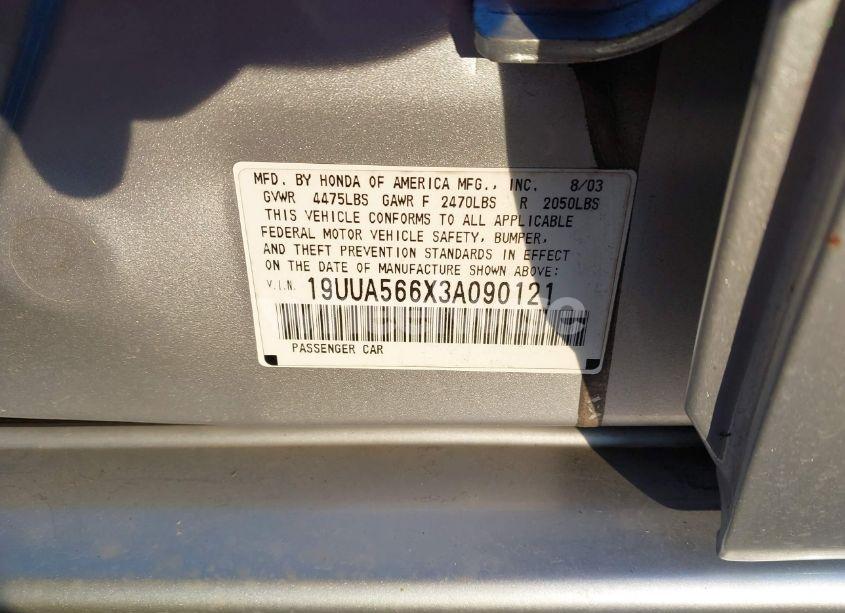 MFD. BY HONDA OF AMERICA MFG., INC. 8/03
GVWR 4475LBS GAWR F 2470LBS R 2050LBS
THIS VEHICLE CONFORMS TO ALL APPLICABLE
FEDERAL MOTOR VEHICLE SAFETY, BUMPER,
AND THEFT PREVENTION STANDARDS IN EFFECT
ON THE DATE OF MANUFACTURE SHOWN ABOVE:
V.I.N. 19UUA566X3A090121
PASSENGER CAR